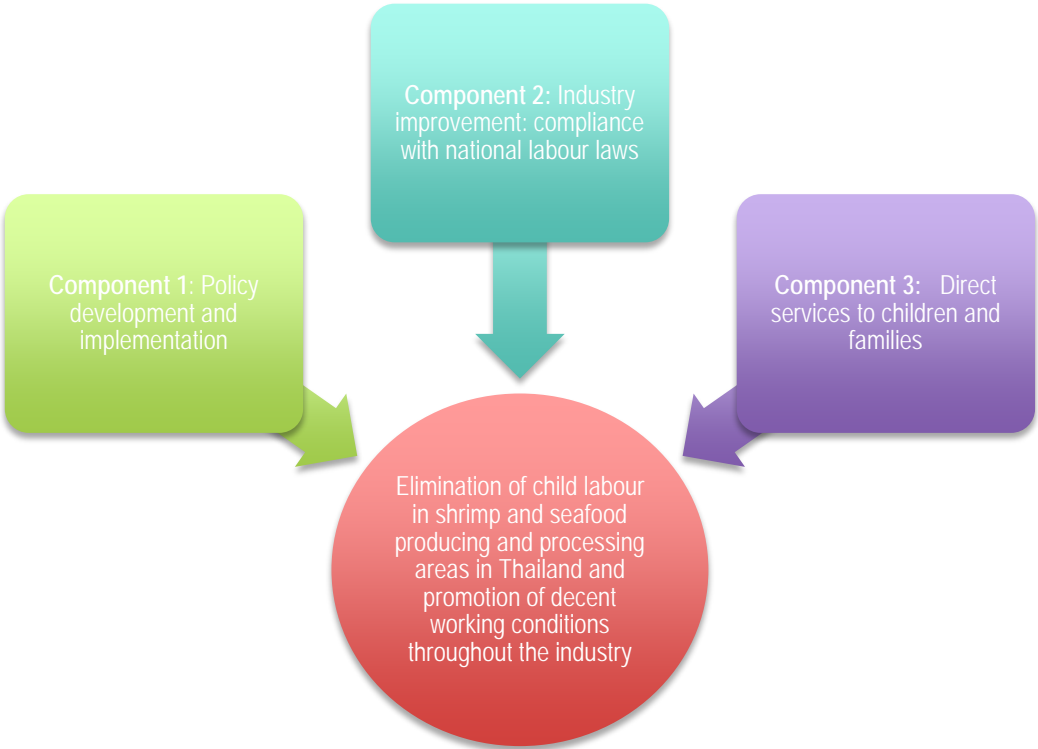 Component 1: Policy
development and
implementation
Component 2: Industry
improvement: compliance
with national labour laws
Component 3: Direct
services to children and
families
Elimination of child labour
in shrimp and seafood
producing and processing
areas in Thailand and
promotion of decent
working conditions
throughout the industry